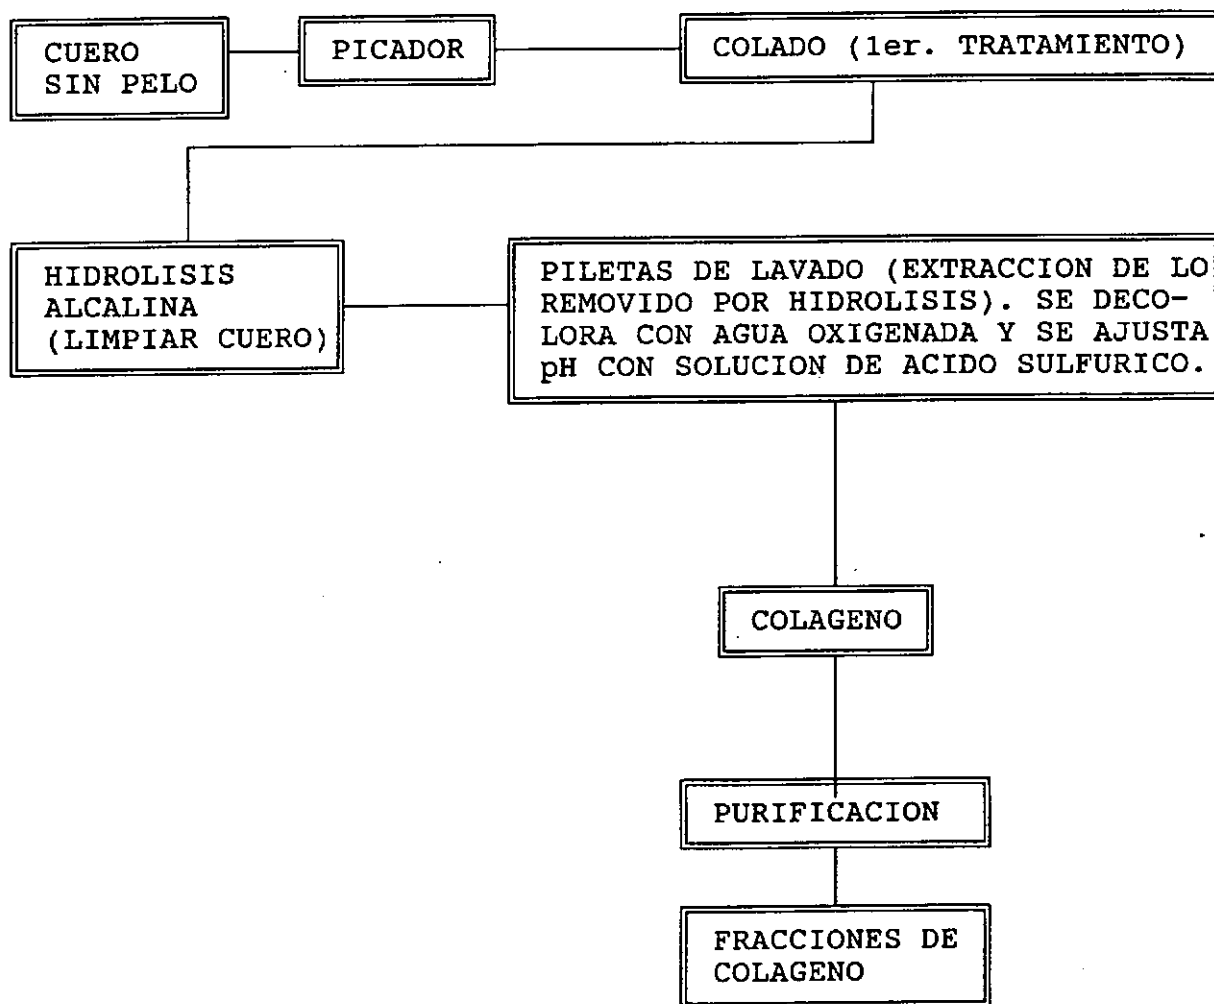 CUERO
SIN PELO
PICADOR
COLADO (1er. TRATAMIENTO)
HIDROLISIS
ALCALINA
(LIMPIAR CUERO)
PILETAS DE LAVADO (EXTRACCION DE LO
REMOVIDO POR HIDROLISIS). SE DECO-
LORA CON AGUA OXIGENADA Y SE AJUSTA
pH CON SOLUCION DE ACIDO SULFURICO.
COLAGENO
PURIFICACION
FRACCIONES DE
COLAGENO